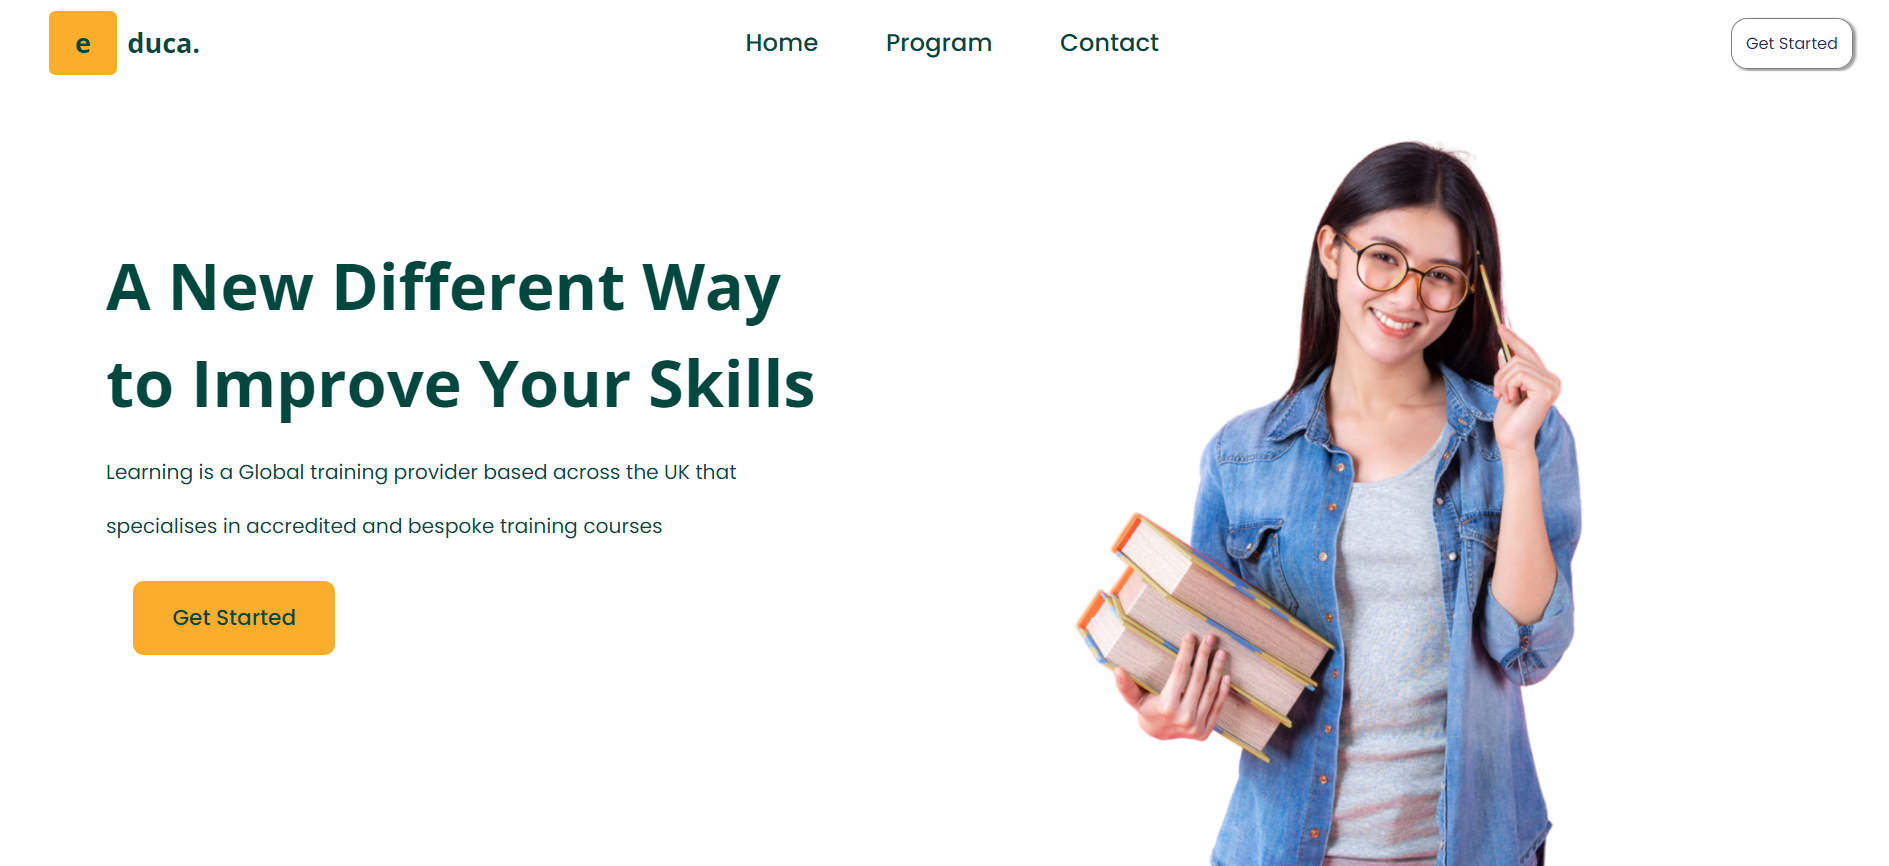 e duca.
Home Program Contact
Get Started
A New Different Way
to Improve Your Skills
Learning is a Global training provider based across the UK that
specialises in accredited and bespoke training courses
Get Started